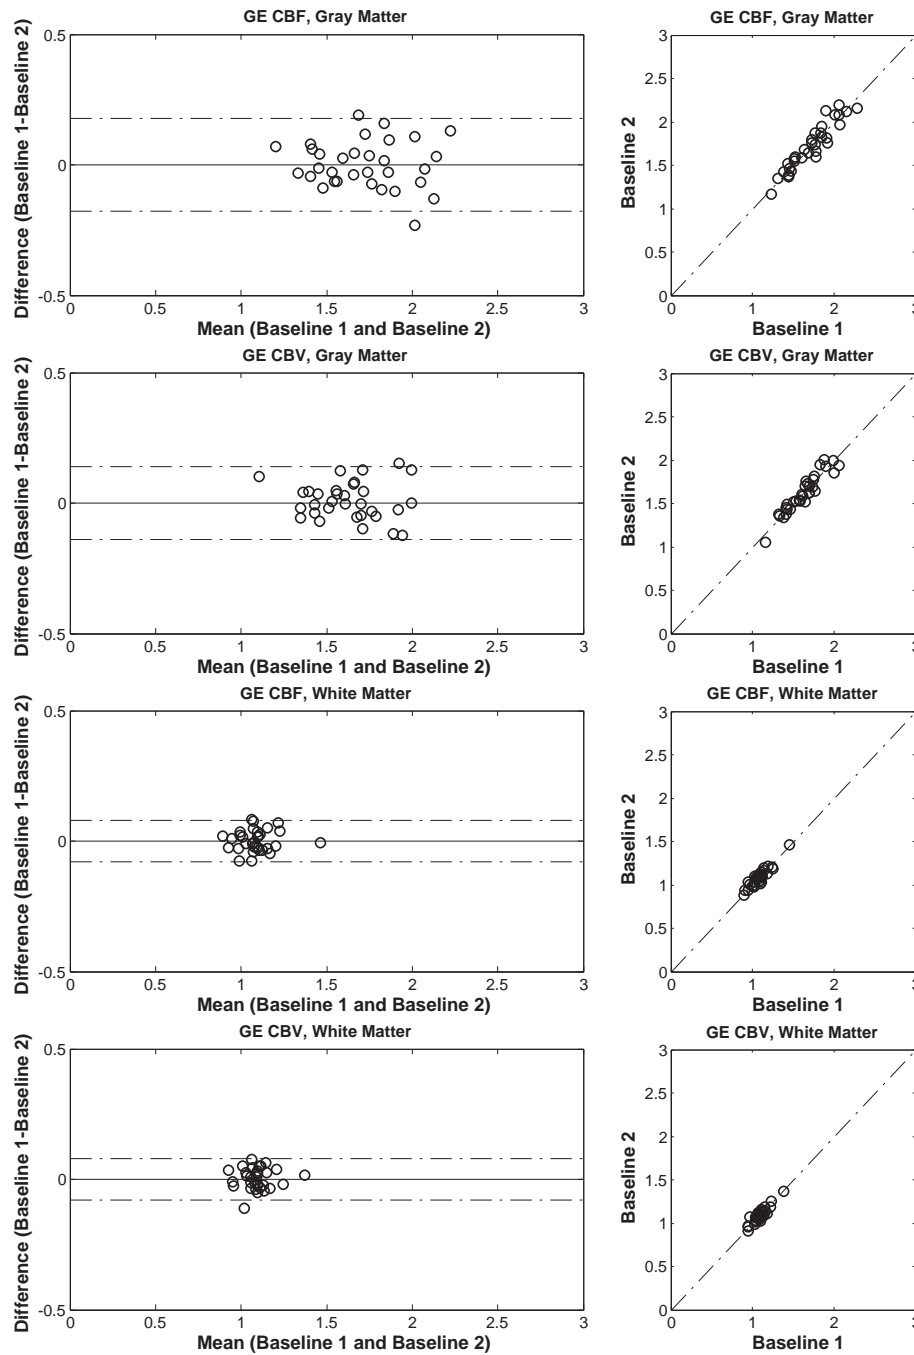 GE CBF, Gray Matter
Difference (Baseline 1-Baseline 2)
0.5
0
-0.5
0 0.5 1 1.5 2 2.5 3
Mean (Baseline 1 and Baseline 2)
GE CBF, Gray Matter
Baseline 2
3
2.5
2
1.5
1
0.5
0
0 1 2 3
Baseline 1
GE CBV, Gray Matter
Difference (Baseline 1-Baseline 2)
0.5
0
-0.5
0 0.5 1 1.5 2 2.5 3
Mean (Baseline 1 and Baseline 2)
GE CBV, Gray Matter
Baseline 2
3
2.5
2
1.5
1
0.5
0
0 1 2 3
Baseline 1
GE CBF, White Matter
Difference (Baseline 1-Baseline 2)
0.5
0
-0.5
0 0.5 1 1.5 2 2.5 3
Mean (Baseline 1 and Baseline 2)
GE CBF, White Matter
Baseline 2
3
2.5
2
1.5
1
0.5
0
0 1 2 3
Baseline 1
GE CBV, White Matter
Difference (Baseline 1-Baseline 2)
0.5
0
-0.5
0 0.5 1 1.5 2 2.5 3
Mean (Baseline 1 and Baseline 2)
GE CBV, White Matter
Baseline 2
3
2.5
2
1.5
1
0.5
0
0 1 2 3
Baseline 1